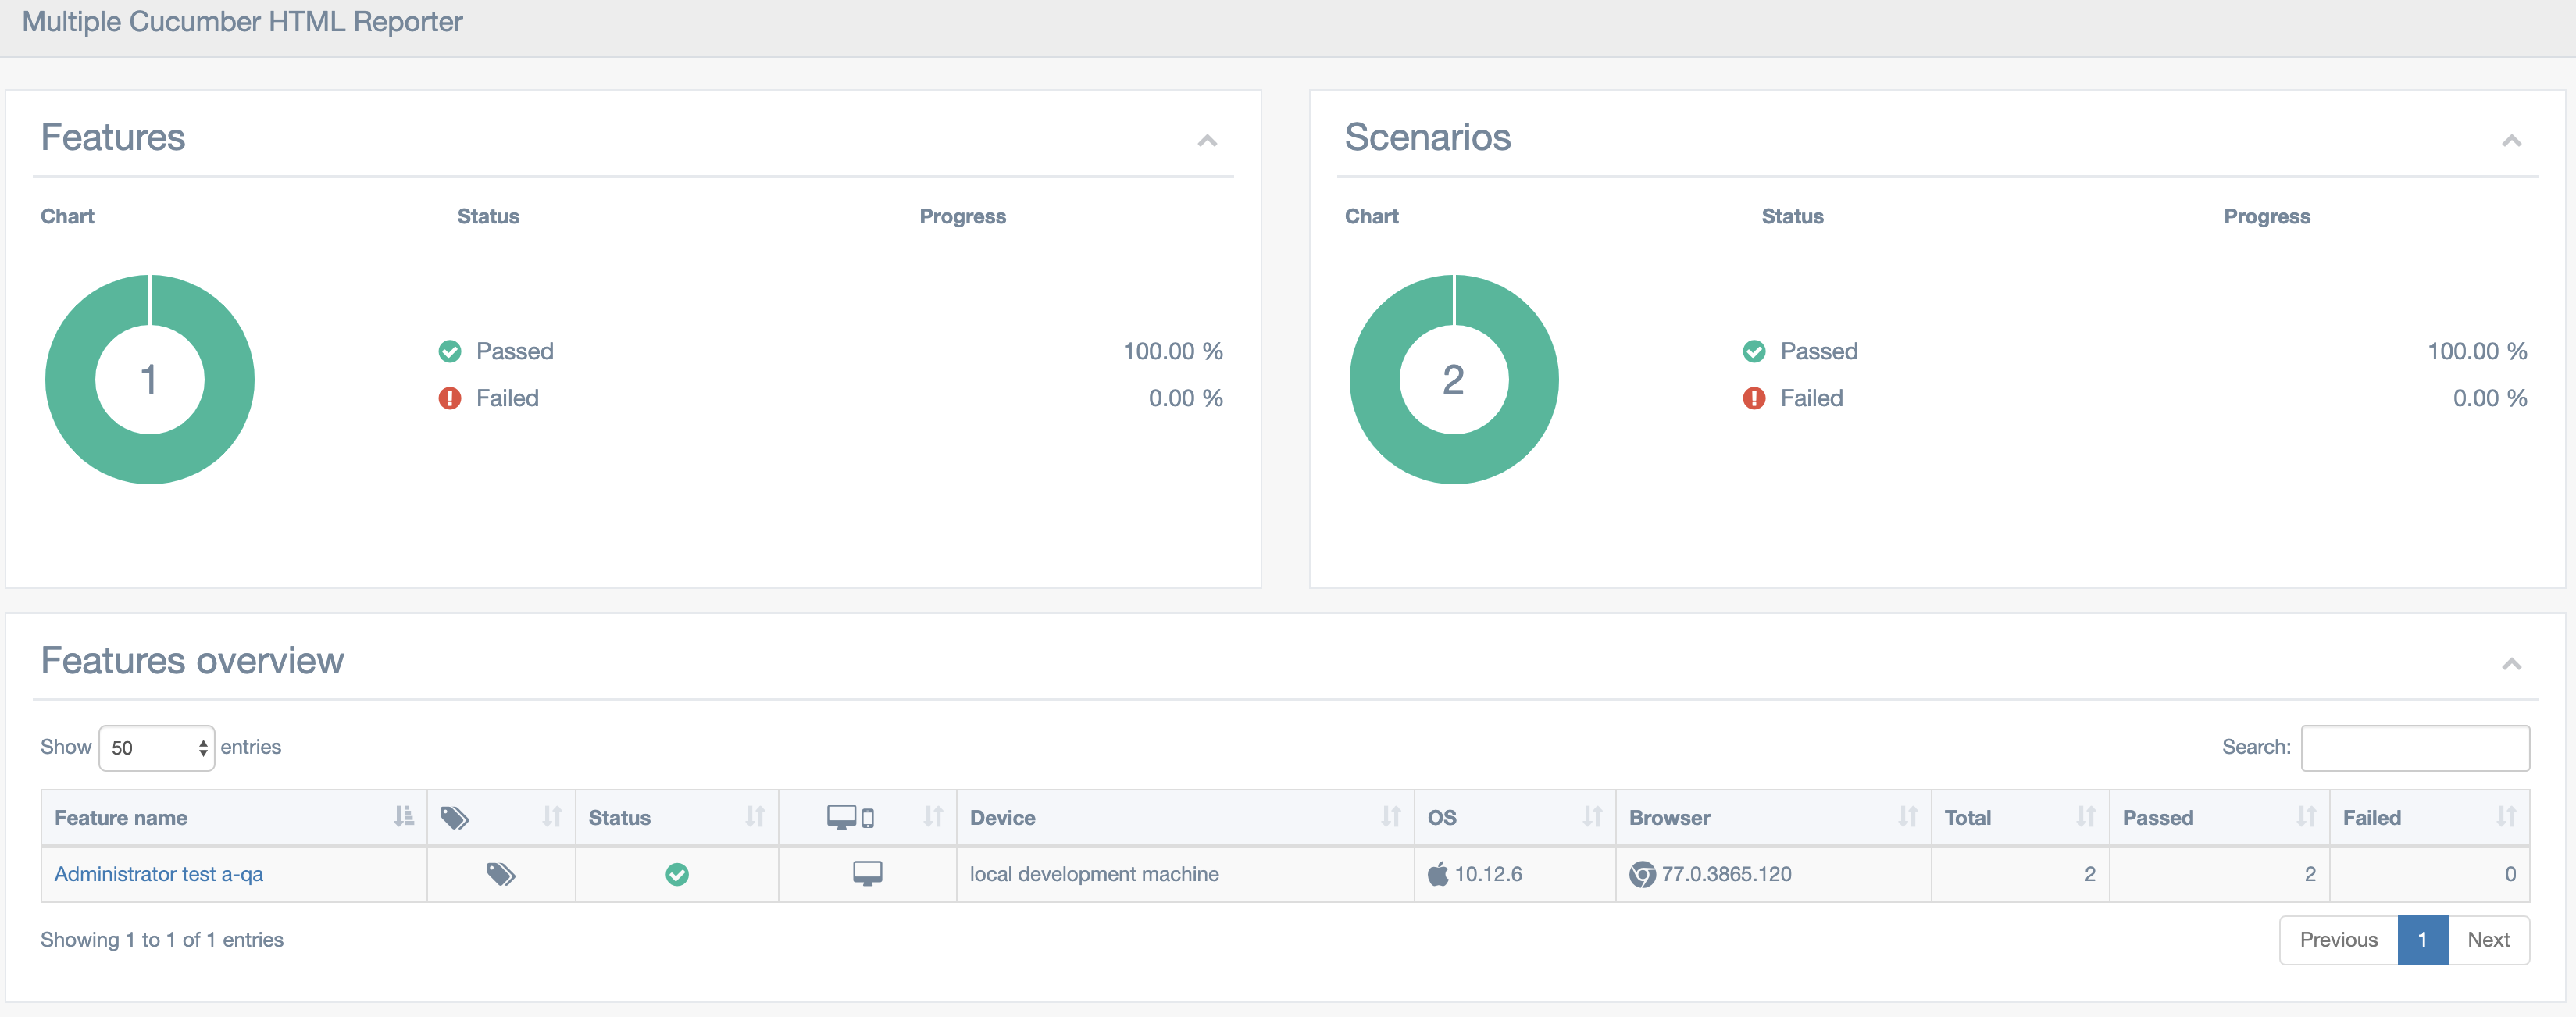 Multiple Cucumber HTML Reporter
Features
Chart Status Progress
1
Passed 100.00 %
Failed 0.00 %
Scenarios
Chart Status Progress
2
Passed 100.00 %
Failed 0.00 %
Features overview
Show 50 entries Search:
Feature name Status Device OS Browser Total Passed Failed
Administrator test a-qa local development machine 10.12.6 77.0.3865.120 2 2 0
Showing 1 to 1 of 1 entries Previous 1 Next